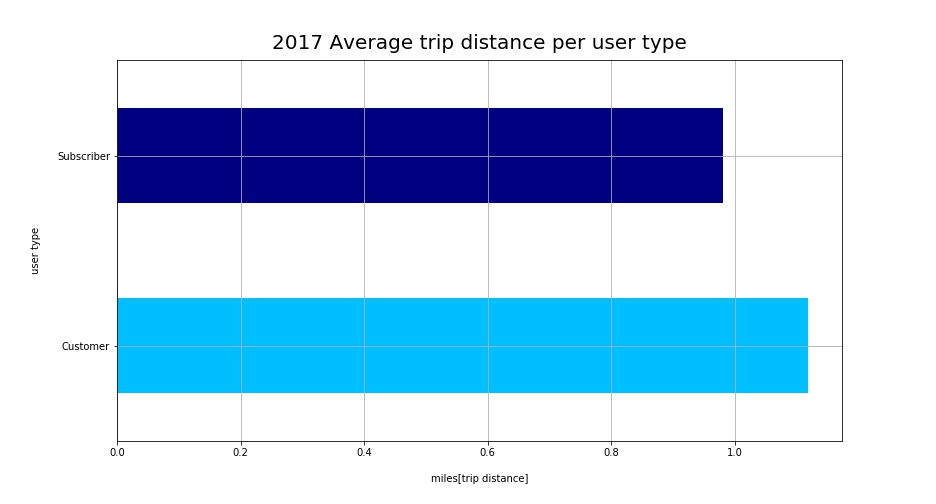 2017 Average trip distance per user type
user type
Subscriber
Customer
0.0 0.2 0.4 0.6 0.8 1.0
miles[trip distance]